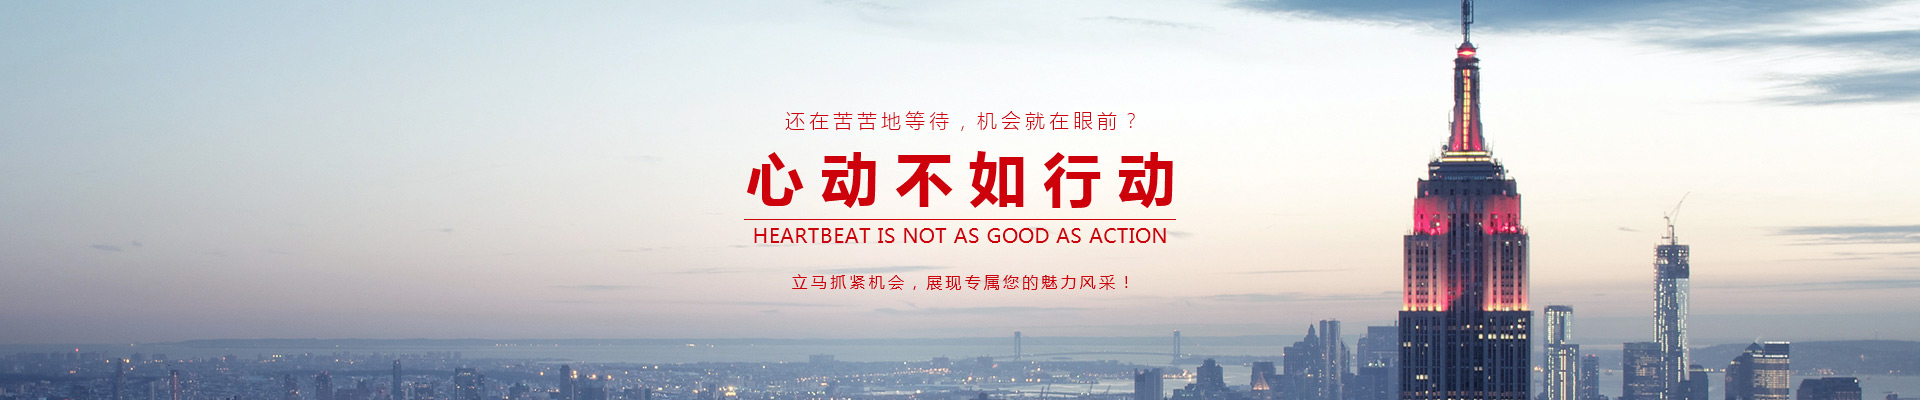 还在苦苦地等待，机会就在眼前？
心动不如行动
HEARTBEAT IS NOT AS GOOD AS ACTION
立马抓紧机会，展现专属您的魅力风采！